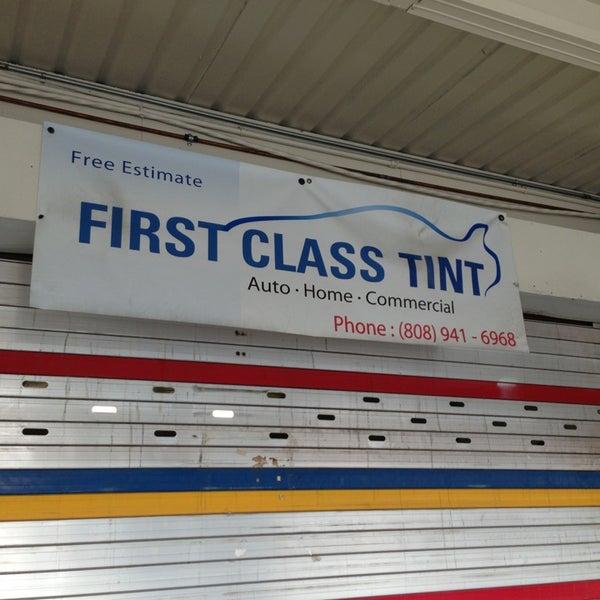 Free Estimate
FIRST CLASS TINT
Auto · Home · Commercial
Phone : (808) 941 - 6968